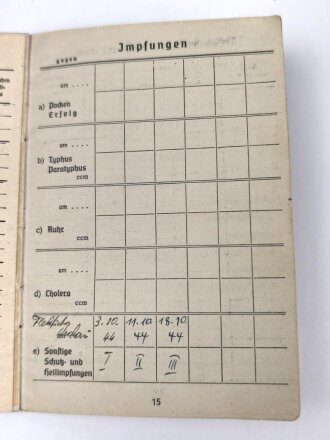 Impfungen
gegen
am . . . .
a) Pocken
Erfolg
am . . . .
b) Typhus
Paratyphus
ccm
am . . . .
c) Ruhr
ccm
am . . . .
d) Cholera
ccm
3.10. 11.10. 18.10.
44 44 44
e) Sonstige
Schutz- und
Heilimpfungen
I II III
15